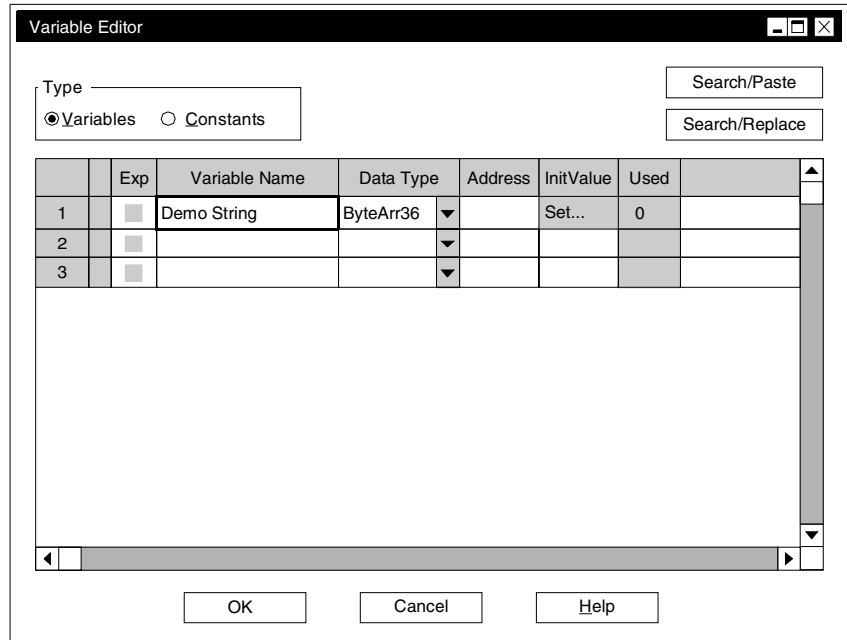 Variable Editor
Type
Variables Constants
Search/Paste
Search/Replace
Exp Variable Name Data Type Address InitValue Used
1 Demo String ByteArr36 Set... 0
2
3
OK Cancel Help